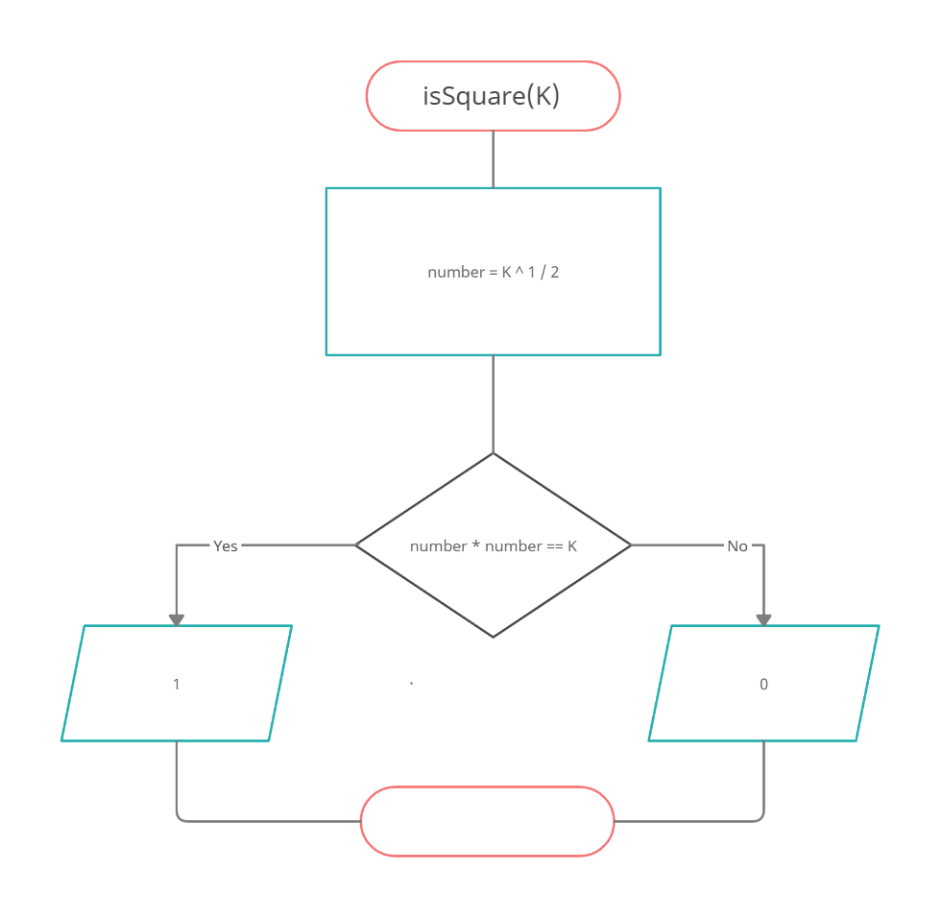 isSquare(K)
number = K ^ 1 / 2
number * number == K
Yes
No
1
.
0